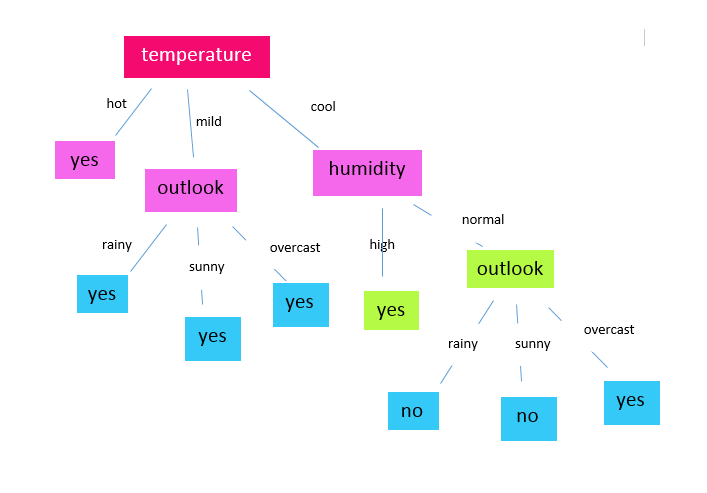 temperature
hot
mild
cool
yes
outlook
humidity
rainy
sunny
overcast
high
normal
yes
yes
yes
yes
outlook
rainy
sunny
overcast
no
no
yes